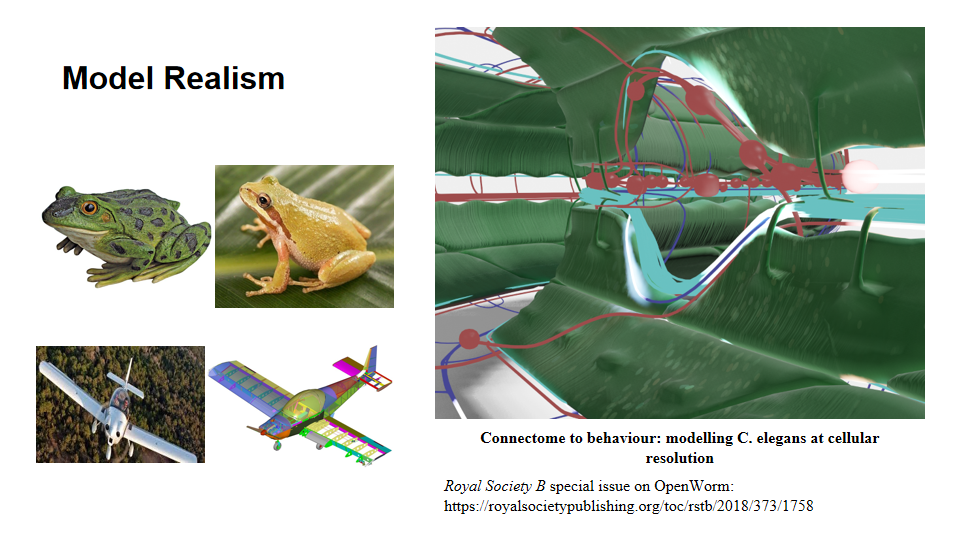 Model Realism
Connectome to behaviour: modelling C. elegans at cellular
resolution
Royal Society B special issue on OpenWorm:
https://royalsocietypublishing.org/toc/rstb/2018/373/1758